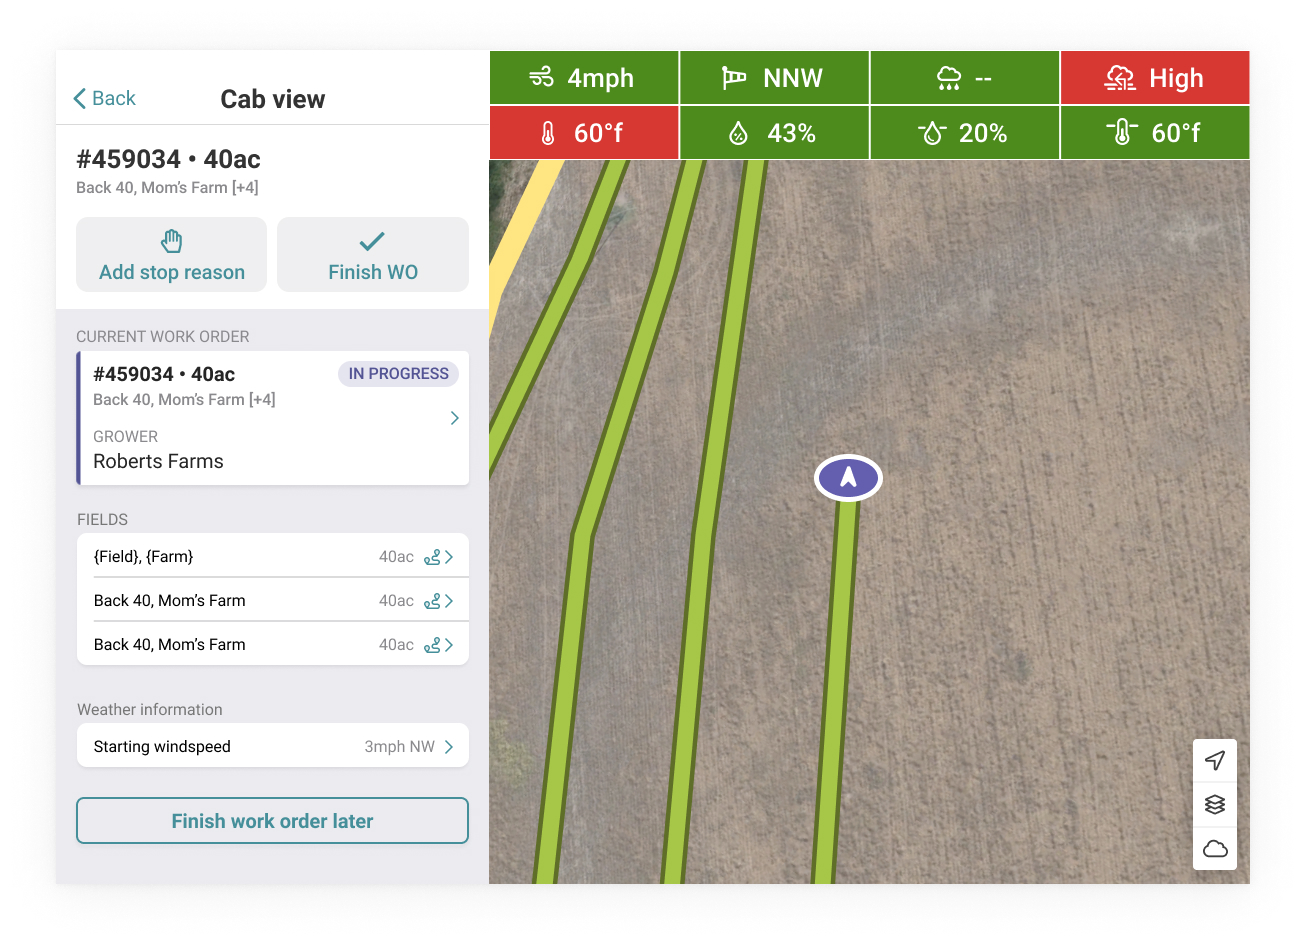 Back
Cab view
#459034 • 40ac
Back 40, Mom’s Farm [+4]
Add stop reason
Finish WO
CURRENT WORK ORDER
#459034 • 40ac
IN PROGRESS
Back 40, Mom’s Farm [+4]
GROWER
Roberts Farms
FIELDS
{Field}, {Farm} 40ac
Back 40, Mom’s Farm 40ac
Back 40, Mom’s Farm 40ac
Weather information
Starting windspeed 3mph NW
Finish work order later
4mph NNW -- High
60°f 43% 20% 60°f